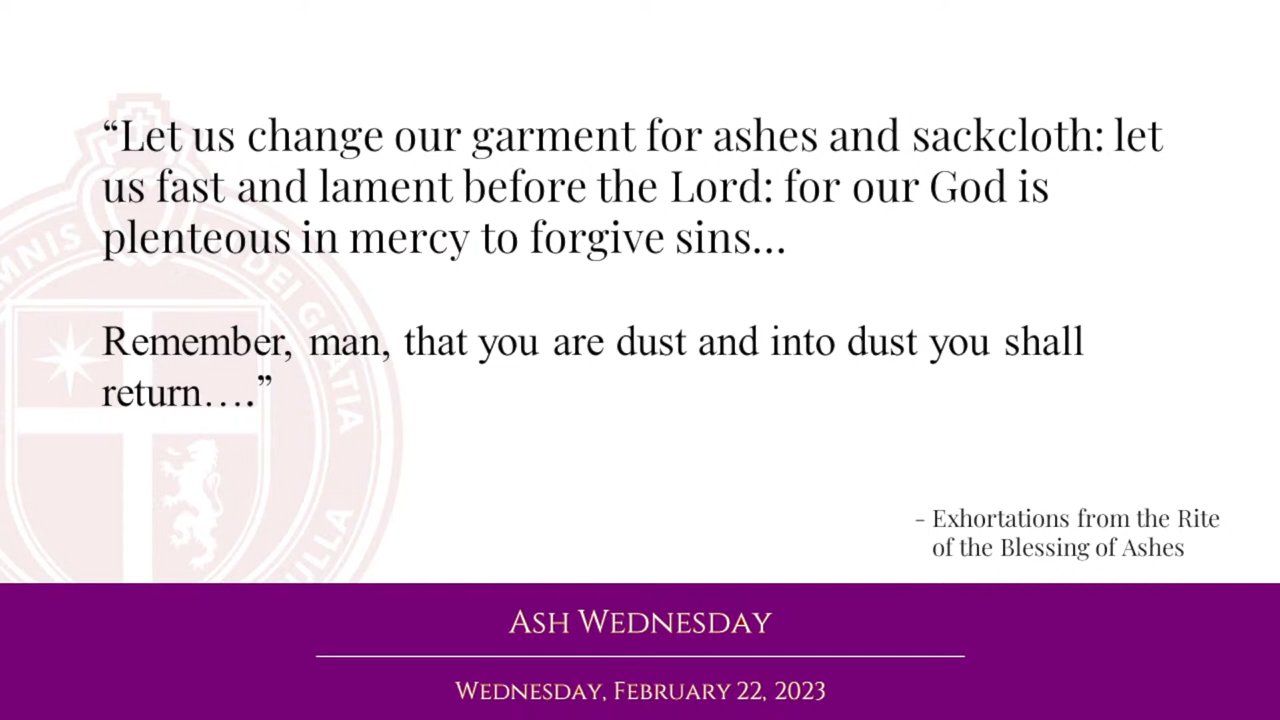 “Let us change our garment for ashes and sackcloth: let
us fast and lament before the Lord: for our God is
plenteous in mercy to forgive sins...
Remember, man, that you are dust and into dust you shall
return….”
- Exhortations from the Rite
of the Blessing of Ashes
Ash Wednesday
Wednesday, February 22, 2023
DEI GRATIA